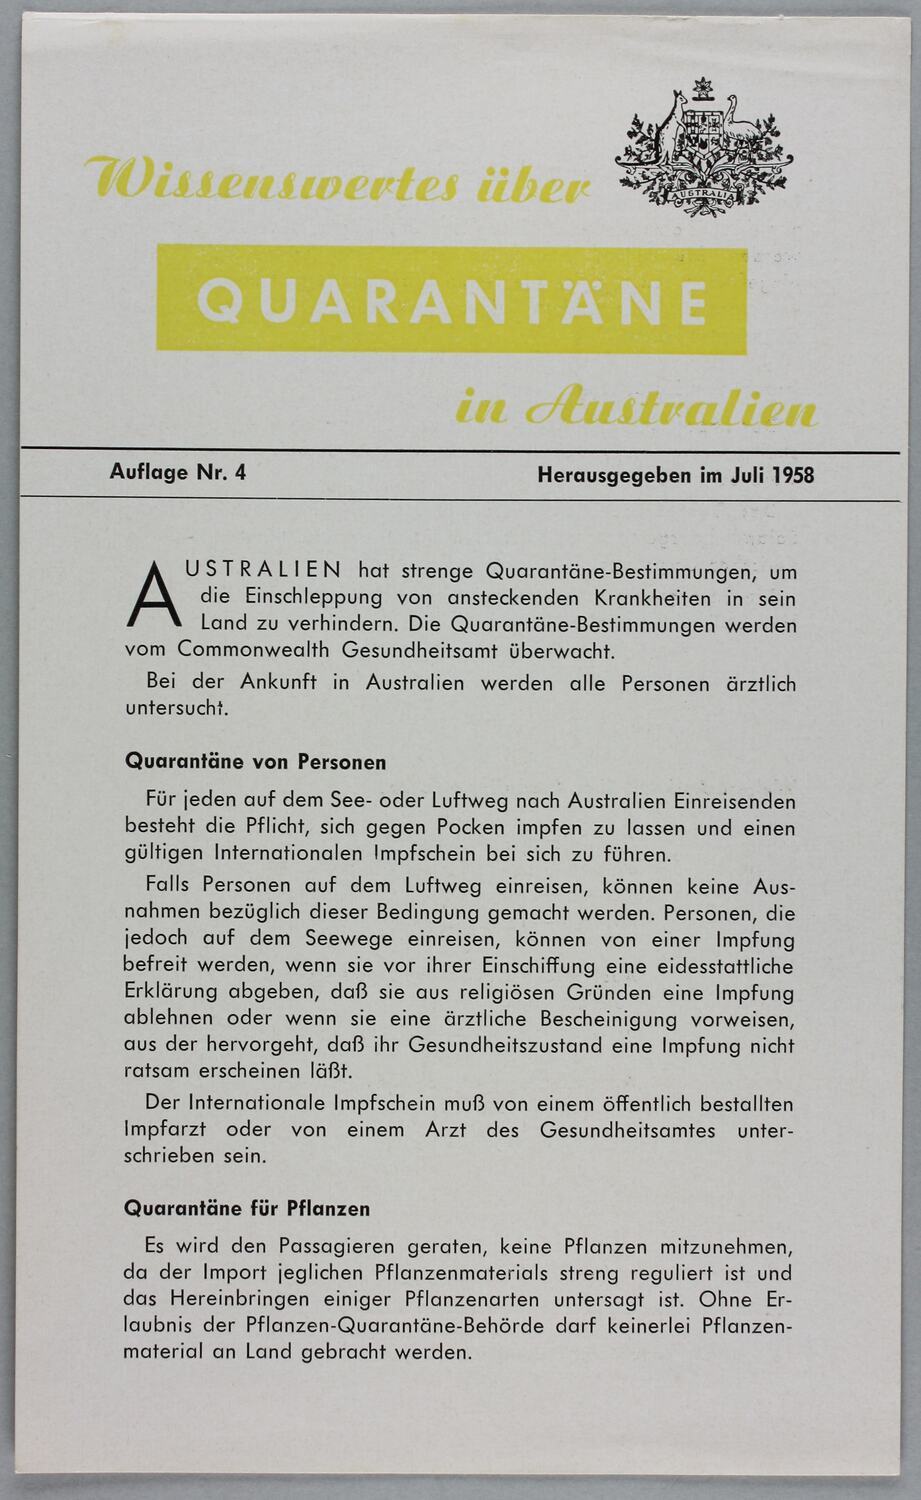 Wissenswertes über
AUSTRALIA
QUARANTÄNE
in Australien
Auflage Nr. 4 Herausgegeben im Juli 1958
AUSTRALIEN hat strenge Quarantäne-Bestimmungen, um
die Einschleppung von ansteckenden Krankheiten in sein
Land zu verhindern. Die Quarantäne-Bestimmungen werden
vom Commonwealth Gesundheitsamt überwacht.
Bei der Ankunft in Australien werden alle Personen ärztlich
untersucht.
Quarantäne von Personen
Für jeden auf dem See- oder Luftweg nach Australien Einreisenden
besteht die Pflicht, sich gegen Pocken impfen zu lassen und einen
gültigen Internationalen Impfschein bei sich zu führen.
Falls Personen auf dem Luftweg einreisen, können keine Aus-
nahmen bezüglich dieser Bedingung gemacht werden. Personen, die
jedoch auf dem Seewege einreisen, können von einer Impfung
befreit werden, wenn sie vor ihrer Einschiffung eine eidesstattliche
Erklärung abgeben, daß sie aus religiösen Gründen eine Impfung
ablehnen oder wenn sie eine ärztliche Bescheinigung vorweisen,
aus der hervorgeht, daß ihr Gesundheitszustand eine Impfung nicht
ratsam erscheinen läßt.
Der Internationale Impfschein muß von einem öffentlich bestallten
Impfarzt oder von einem Arzt des Gesundheitsamtes unter-
schrieben sein.
Quarantäne für Pflanzen
Es wird den Passagieren geraten, keine Pflanzen mitzunehmen,
da der Import jeglichen Pflanzenmaterials streng reguliert ist und
das Hereinbringen einiger Pflanzenarten untersagt ist. Ohne Er-
laubnis der Pflanzen-Quarantäne-Behörde darf keinerlei Pflanzen-
material an Land gebracht werden.